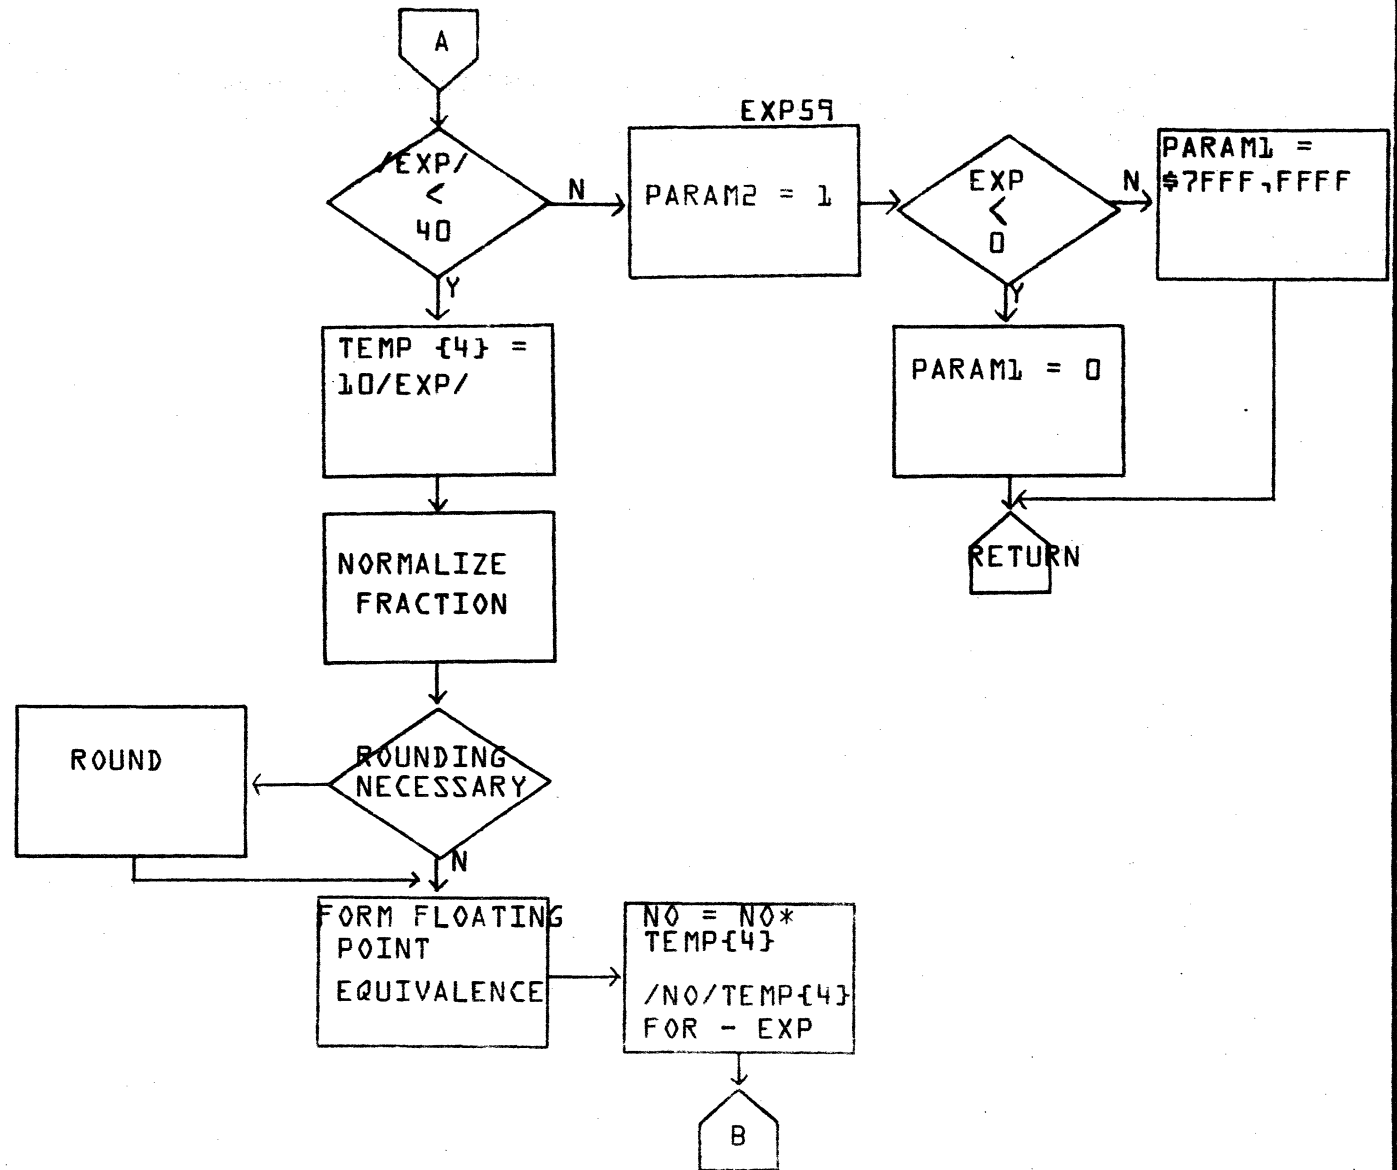 A
EXP59
/EXP/
<
40
N
PARAM2 = 1
EXP
<
0
N
PARAM1 =
$7FFF,FFFF
Y
Y
TEMP {4} =
10/EXP/
PARAM1 = 0
NORMALIZE
FRACTION
RETURN
ROUND
ROUNDING
NECESSARY
N
FORM FLOATING
POINT
EQUIVALENCE
NO = NO*
TEMP{4}
/NO/TEMP{4}
FOR - EXP
B